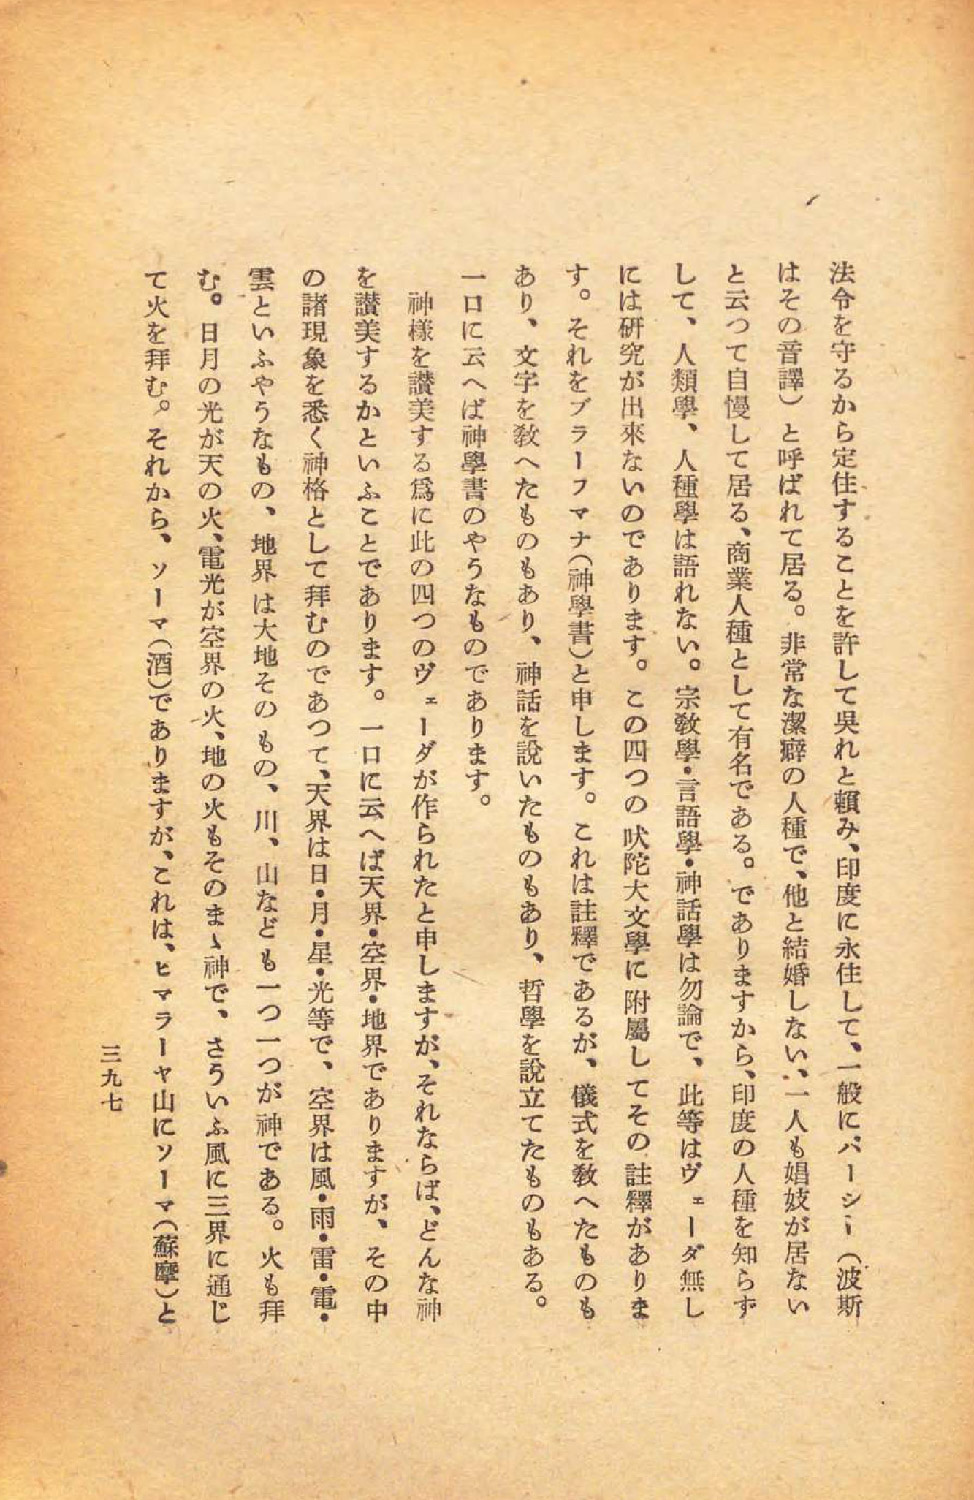 法令を守るから定住することを許して呉れと賴み、印度に永住して、一般にパーシー（波斯
はその音譯）と呼ばれて居る。非常な潔癖の人種で、他と結婚しない、一人も娼妓が居ない
と云つて自慢して居る、商業人種として有名である。でありますから、印度の人種を知らず
して、人類學、人種學は語れない。宗敎學・言語學・神話學は勿論で、此等はヴェーダ無し
には硏究が出來ないのであります。この四つの吠陀大文學に附屬してその註釋がありま
す。それをブラーフマナ（神學書）と申します。これは註釋であるが、儀式を敎へたものも
あり、文字を敎へたものもあり、神話を說いたものもあり、哲學を說立てたものもある。
一口に云へば神學書のやうなものであります。
神樣を讃美する爲に此の四つのヴェーダが作られたと申しますが、それならば、どんな神
を讃美するかといふことであります。一口に云へば天界・空界・地界でありますが、その中
の諸現象を悉く神格として拜むのであつて、天界は日・月・星・光等で、空界は風・雨・雷・電・
雲といふやうなもの、地界は大地そのもの、川、山なども一つ一つが神である。火も拜
む。日月の光が天の火、電光が空界の火、地の火もそのまゝ神で、さういふ風に三界に通じ
て火を拜む。それから、ソーマ（酒）でありますが、これは、ヒマラーヤ山にソーマ（蘇摩）と
三九七